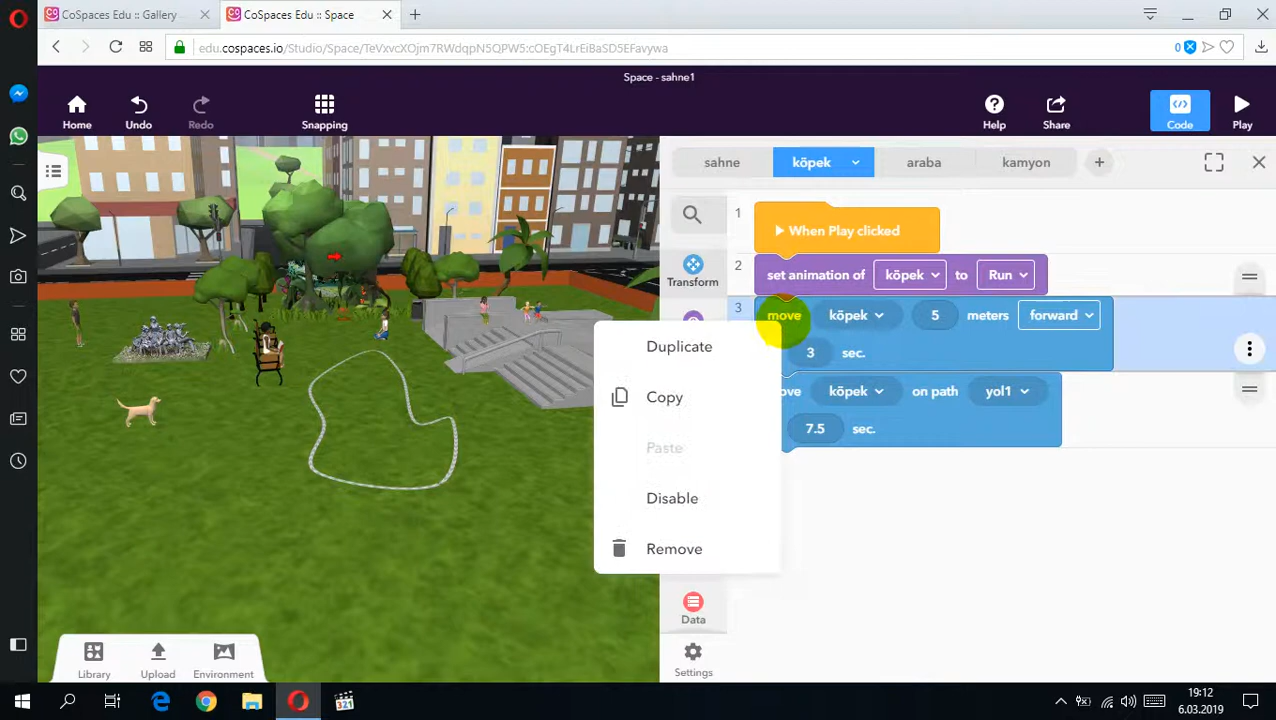 CoSpaces Edu :: Gallery
CoSpaces Edu :: Space
edu.cospaces.io/Studio/Space/TeVxvcXOjm7RWdqpN5QPW5:cOEgT4LrEiBaSD5EFavywa
0
Space - sahne1
Home
Undo
Redo
Snapping
Help
Share
Code
Play
sahne
köpek
araba
kamyon
1
When Play clicked
Transform
2
set animation of köpek to Run
3
move köpek 5 meters forward
3 sec.
ove köpek on path yol1
7.5 sec.
Duplicate
Copy
Paste
Disable
Remove
Data
Settings
Library
Upload
Environment
321
19:12
6.03.2019